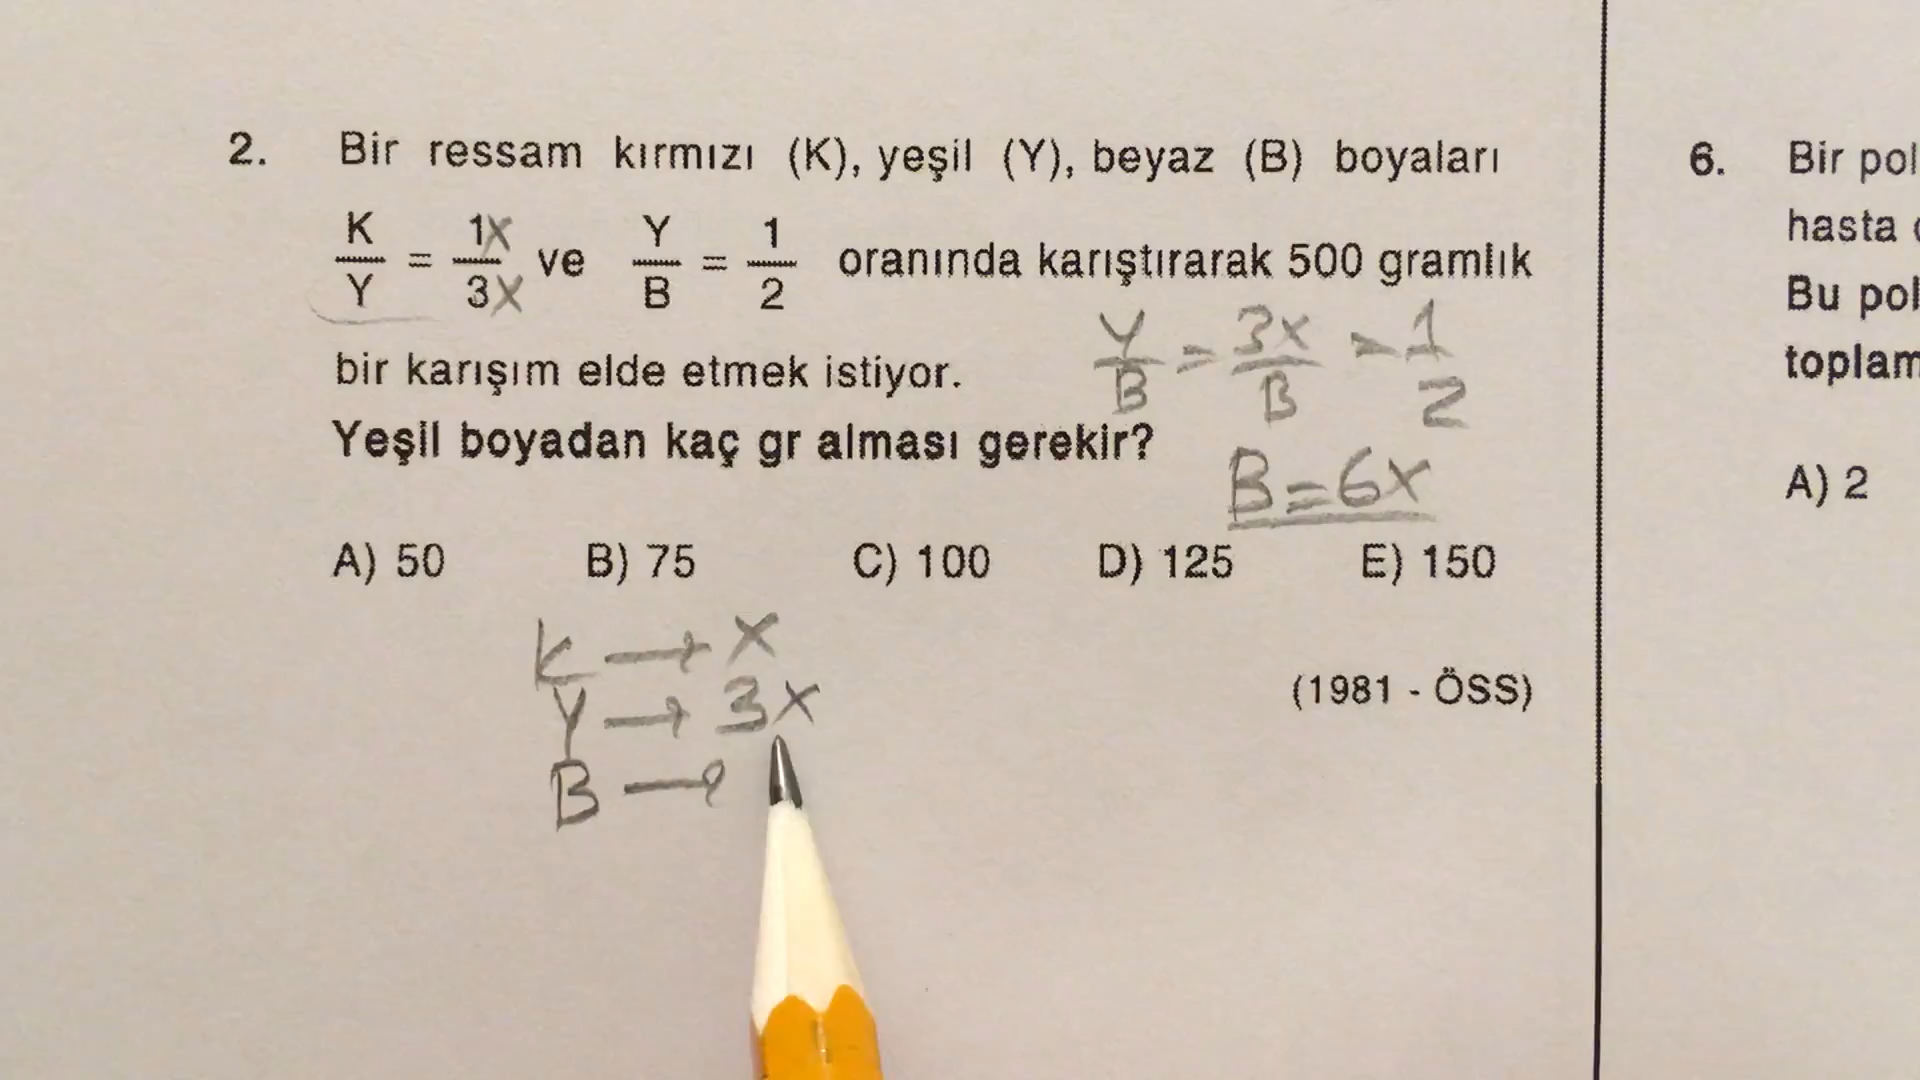 2. Bir ressam kırmızı (K), yeşil (Y), beyaz (B) boyaları
K/Y = 1x/3x ve Y/B = 1/2 oranında karıştırarak 500 gramlık
bir karışım elde etmek istiyor.
Y/B = 3x/B = 1/2
Yeşil boyadan kaç gr alması gerekir?
B = 6x
A) 50 B) 75 C) 100 D) 125 E) 150
K → x
Y → 3x
B →
(1981 - ÖSS)
6. Bir pol
hasta
Bu pol
toplam
A) 2